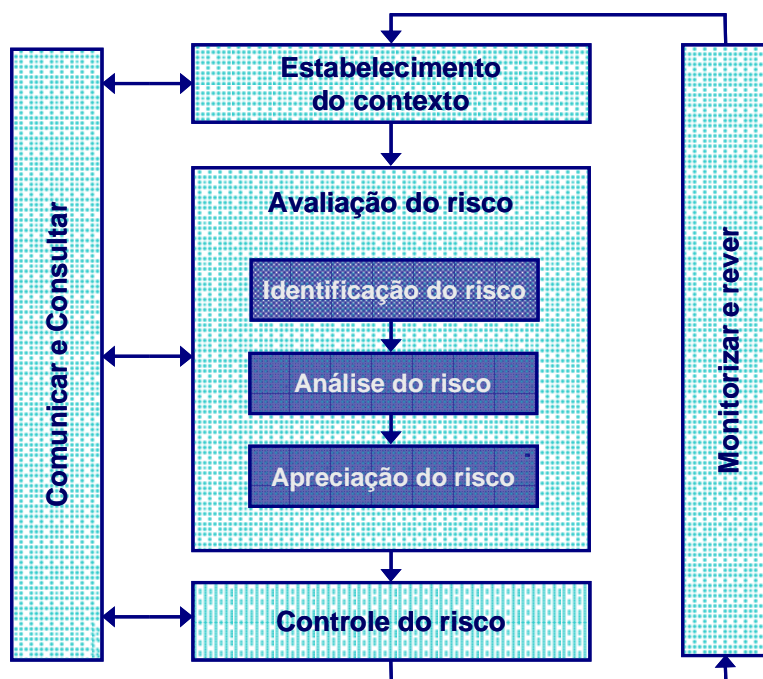 Estabelecimento
do contexto
Avaliação do risco
Identificação do risco
Análise do risco
Apreciação do risco
Controle do risco
Comunicar e Consultar
Monitorizar e rever